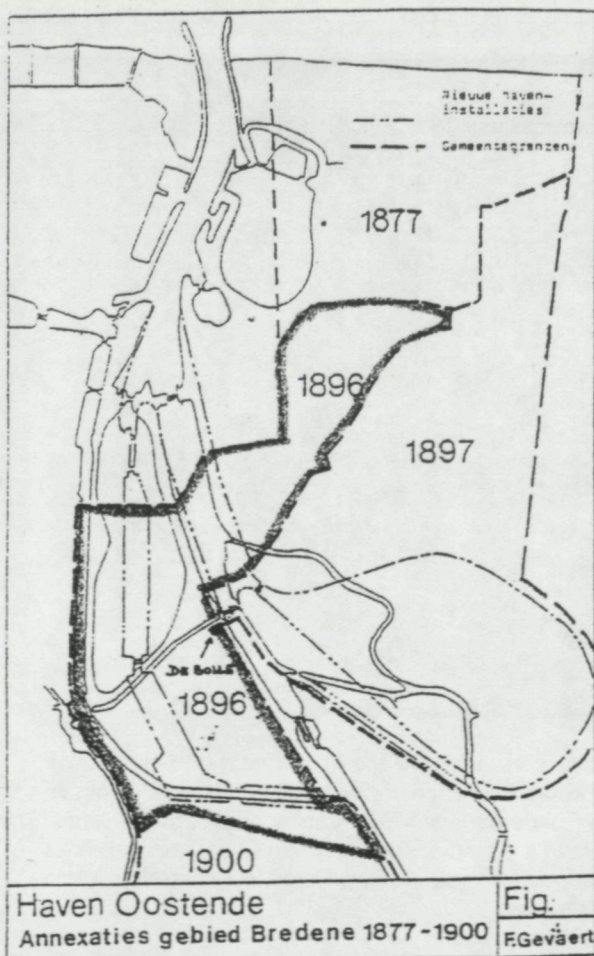 Nieuwe haven-
installaties
Gemeentegrenzen
1877
1896
1897
DE BOLLE
1896
1900
Haven Oostende
Fig.
Annexaties gebied Bredene 1877-1900
F.Gevaert